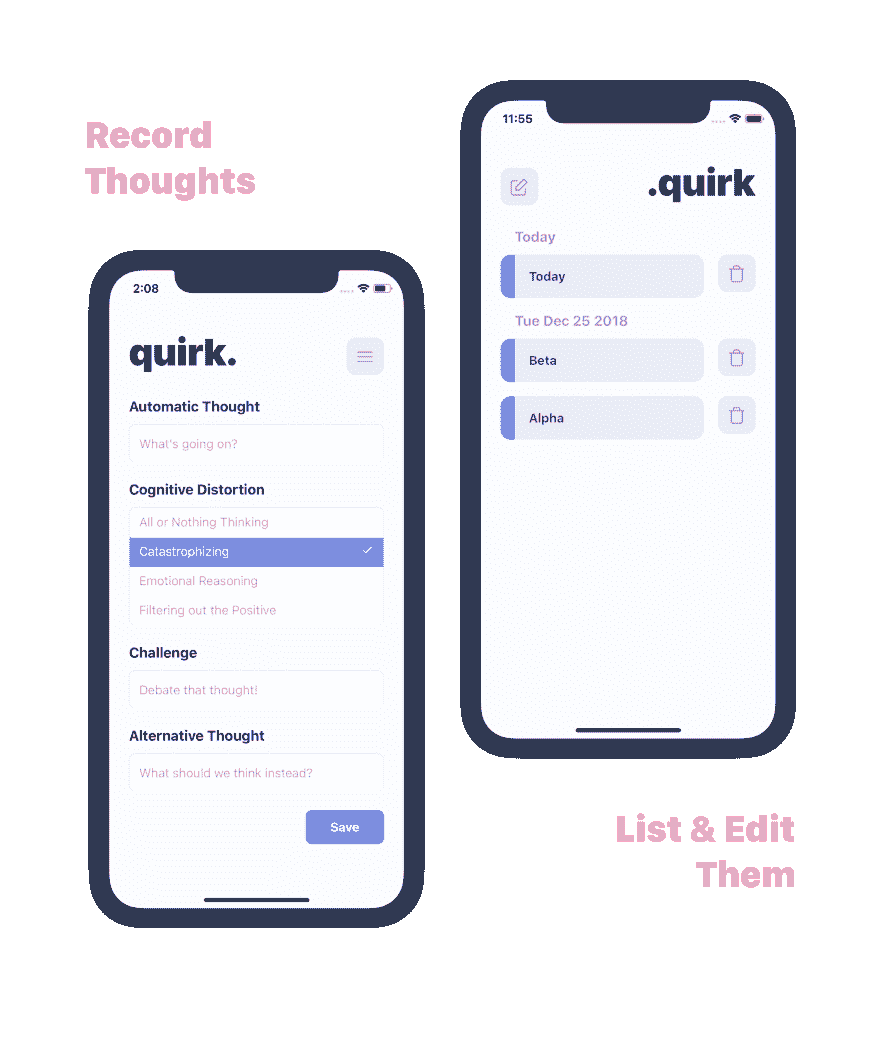 Record
Thoughts
2:08
quirk.
Automatic Thought
What's going on?
Cognitive Distortion
All or Nothing Thinking
Catastrophizing
Emotional Reasoning
Filtering out the Positive
Challenge
Debate that thought!
Alternative Thought
What should we think instead?
Save
11:55
.quirk
Today
Today
Tue Dec 25 2018
Beta
Alpha
List & Edit
Them